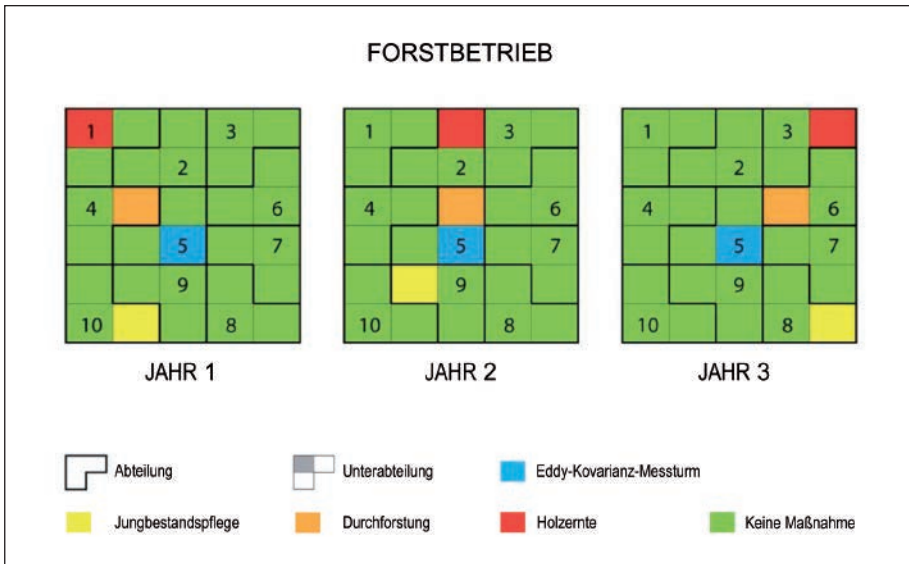 FORSTBETRIEB
1 3
2
4 6
5 7
9
10 8
JAHR 1
1 3
2
4 6
5 7
9
10 8
JAHR 2
1 3
2
4 6
5 7
9
10 8
JAHR 3
Abteilung
Unterabteilung
Eddy-Kovarianz-Messturm
Jungbestandspflege
Durchforstung
Holzernte
Keine Maßnahme